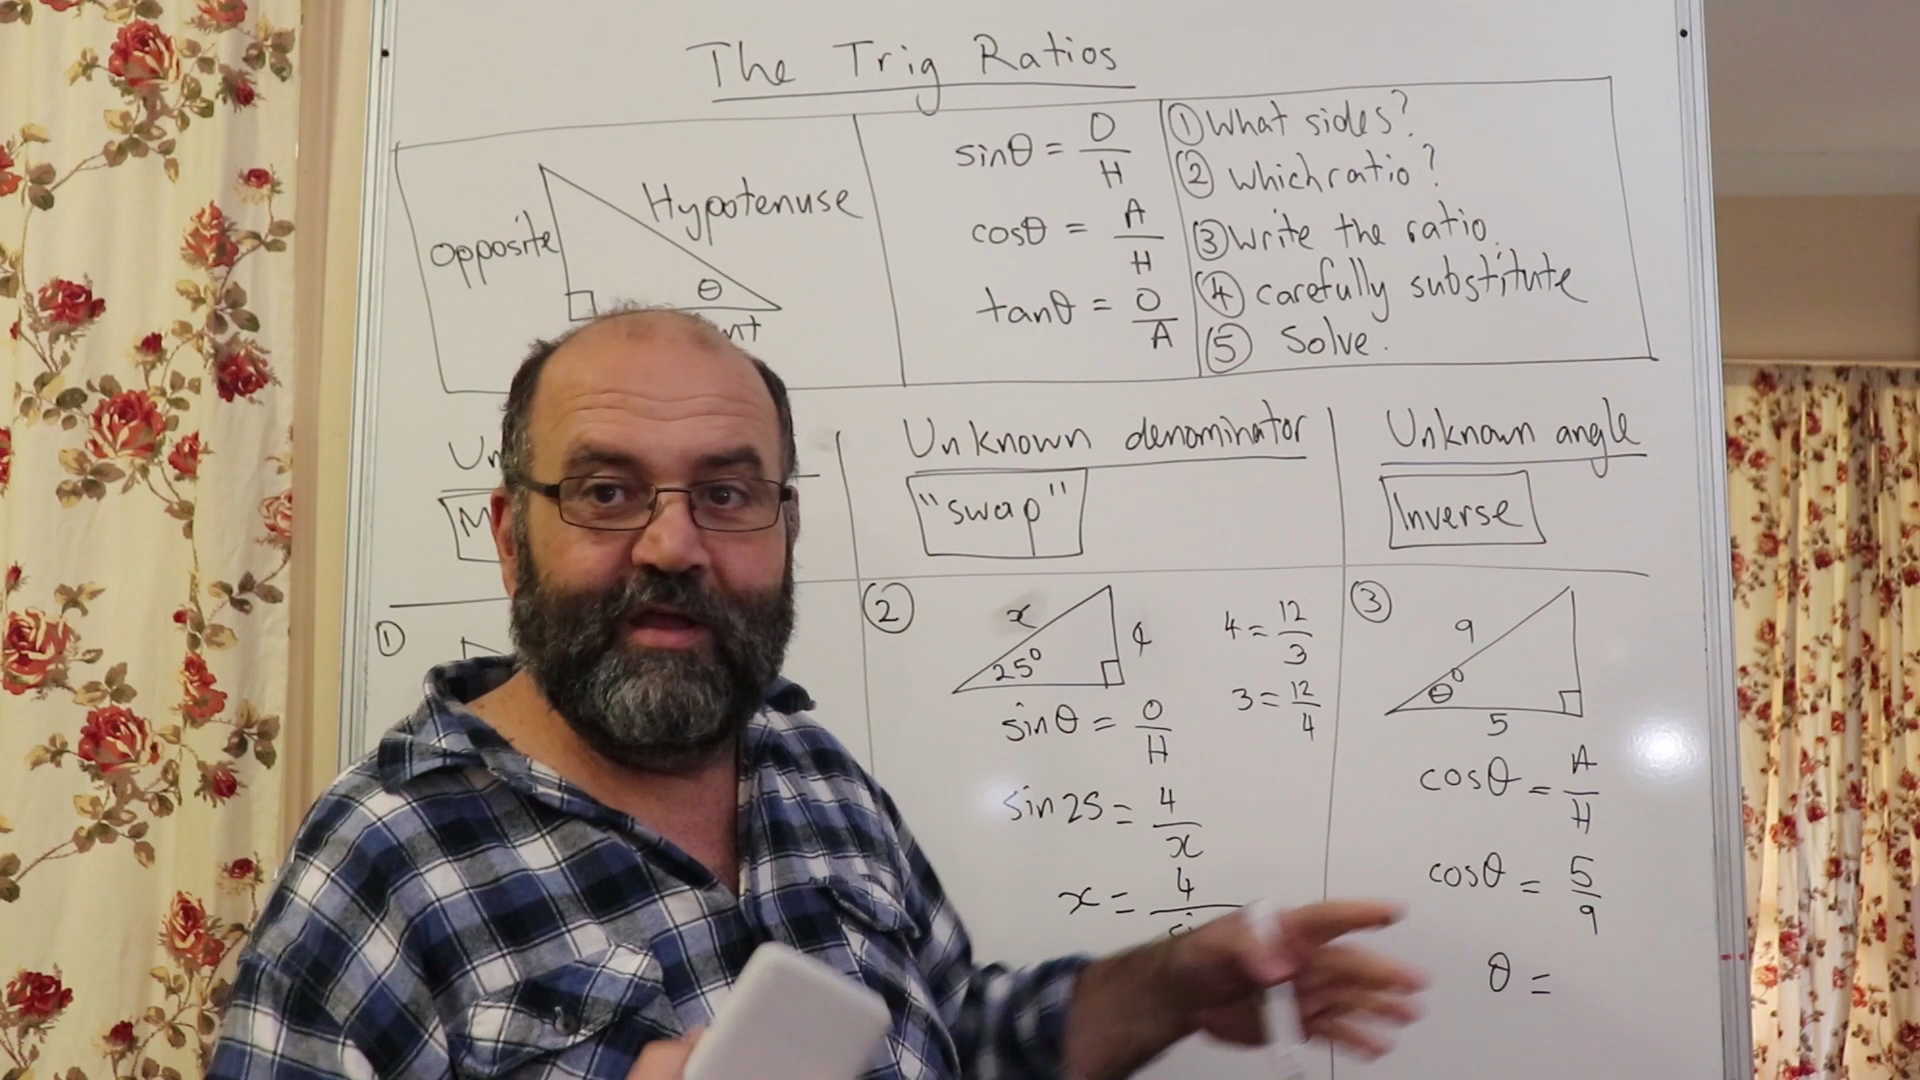 The Trig Ratios
Opposite
Hypotenuse
θ
sinθ = O/H
cosθ = A/H
tanθ = O/A
① What sides?
② Which ratio?
③ Write the ratio.
④ carefully substitute
⑤ Solve.
Unknown denominator
"swap"
Unknown angle
Inverse
①
②
x
25°
4
4 = 12/3
3 = 12/4
sinθ = O/H
sin 25 = 4/x
x = 4
③
9
θ°
5
cosθ = A/H
cosθ = 5/9
θ =